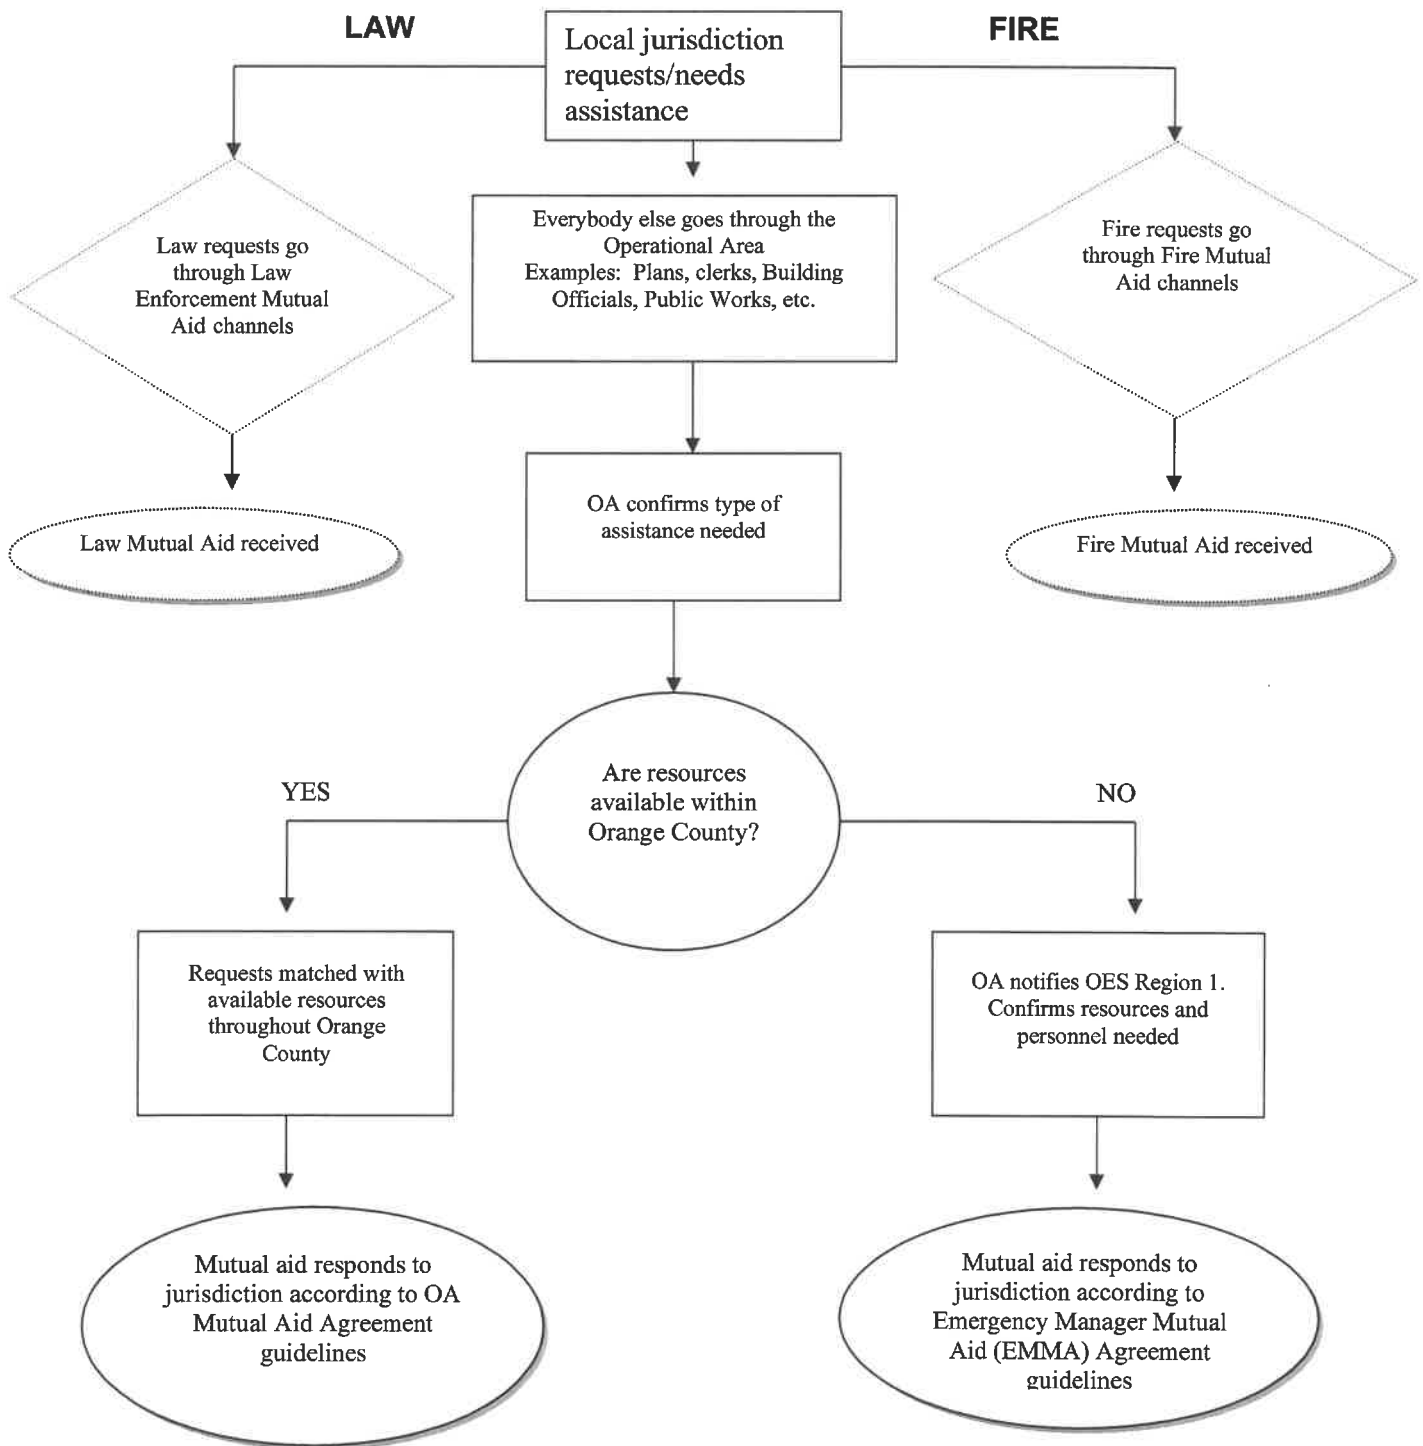 LAW
FIRE
Local jurisdiction
requests/needs
assistance
Law requests go
through Law
Enforcement Mutual
Aid channels
Everybody else goes through the
Operational Area
Examples: Plans, clerks, Building
Officials, Public Works, etc.
Fire requests go
through Fire Mutual
Aid channels
Law Mutual Aid received
OA confirms type of
assistance needed
Fire Mutual Aid received
Are resources
available within
Orange County?
YES
NO
Requests matched with
available resources
throughout Orange
County
OA notifies OES Region 1.
Confirms resources and
personnel needed
Mutual aid responds to
jurisdiction according to OA
Mutual Aid Agreement
guidelines
Mutual aid responds to
jurisdiction according to
Emergency Manager Mutual
Aid (EMMA) Agreement
guidelines